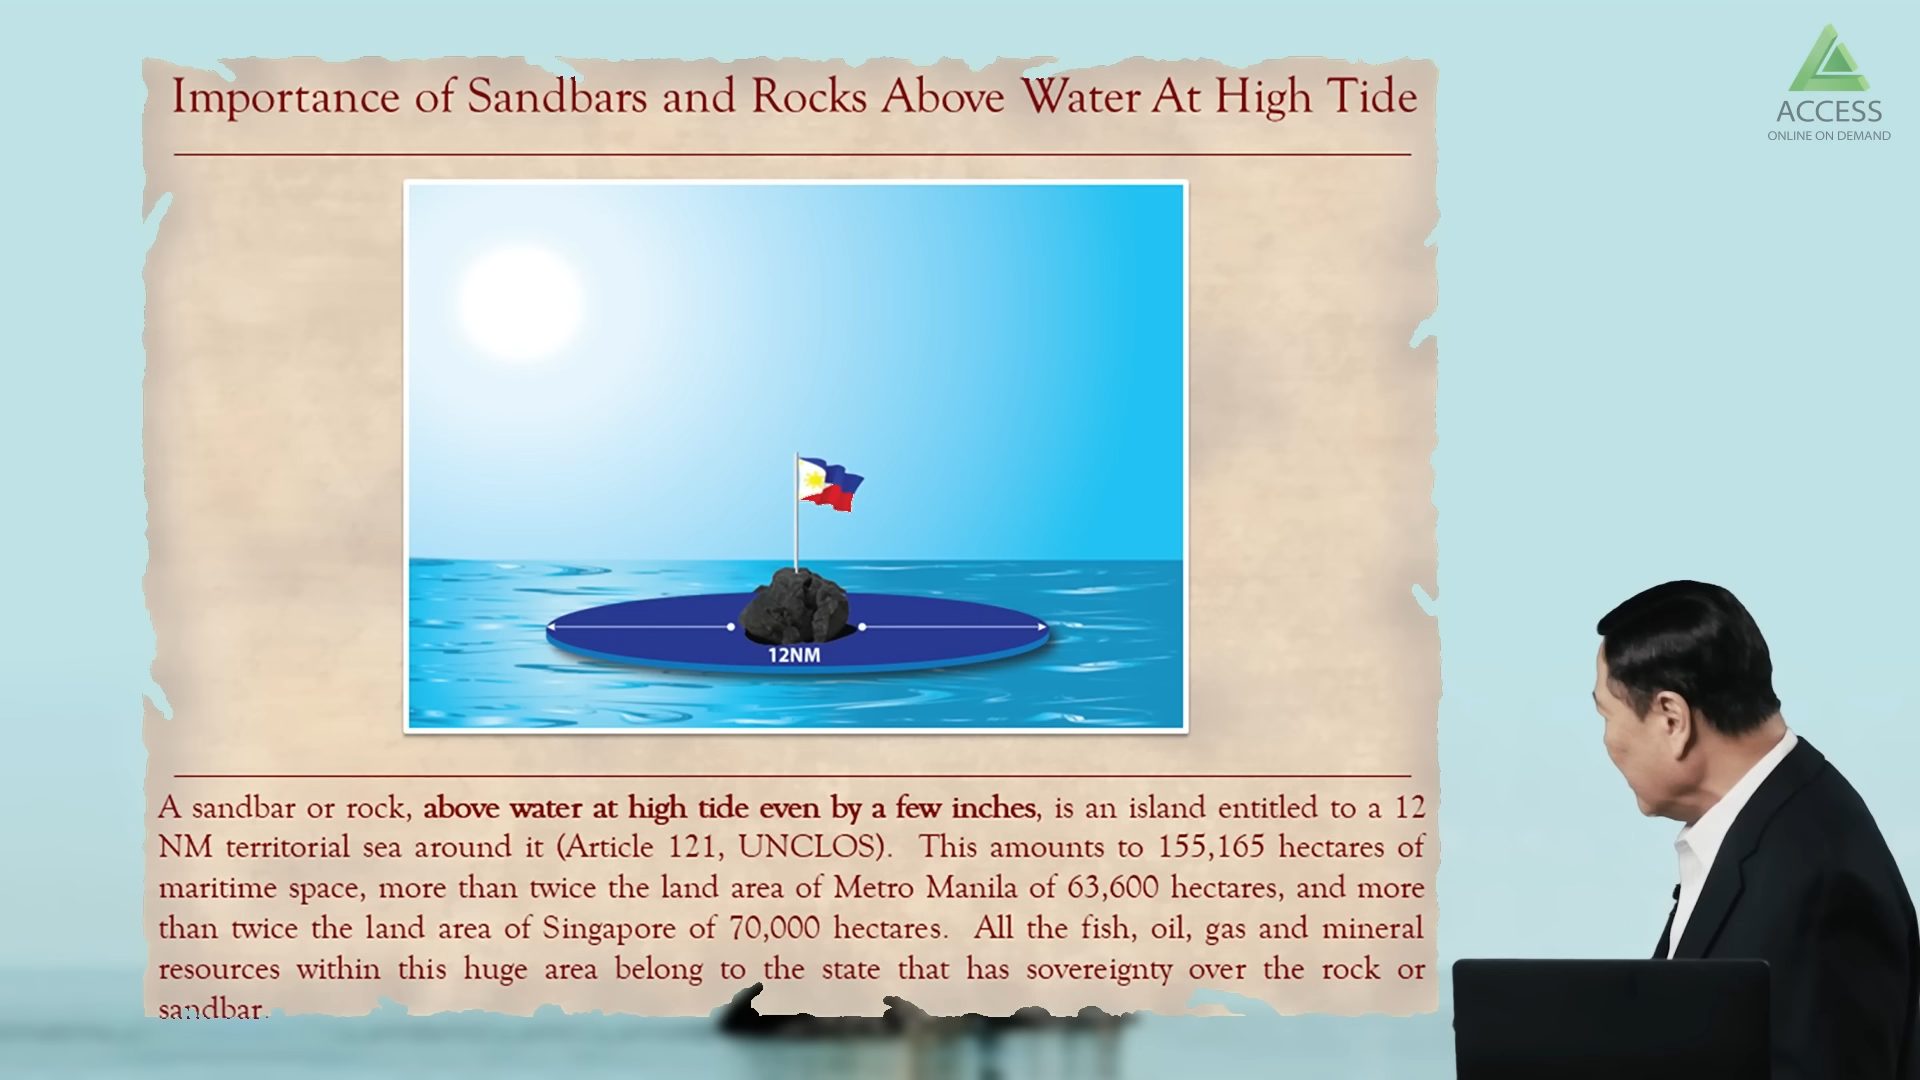 Importance of Sandbars and Rocks Above Water At High Tide
ACCESS
ONLINE ON DEMAND
12NM
A sandbar or rock, above water at high tide even by a few inches, is an island entitled to a 12
NM territorial sea around it (Article 121, UNCLOS). This amounts to 155,165 hectares of
maritime space, more than twice the land area of Metro Manila of 63,600 hectares, and more
than twice the land area of Singapore of 70,000 hectares. All the fish, oil, gas and mineral
resources within this huge area belong to the state that has sovereignty over the rock or
sandbar.